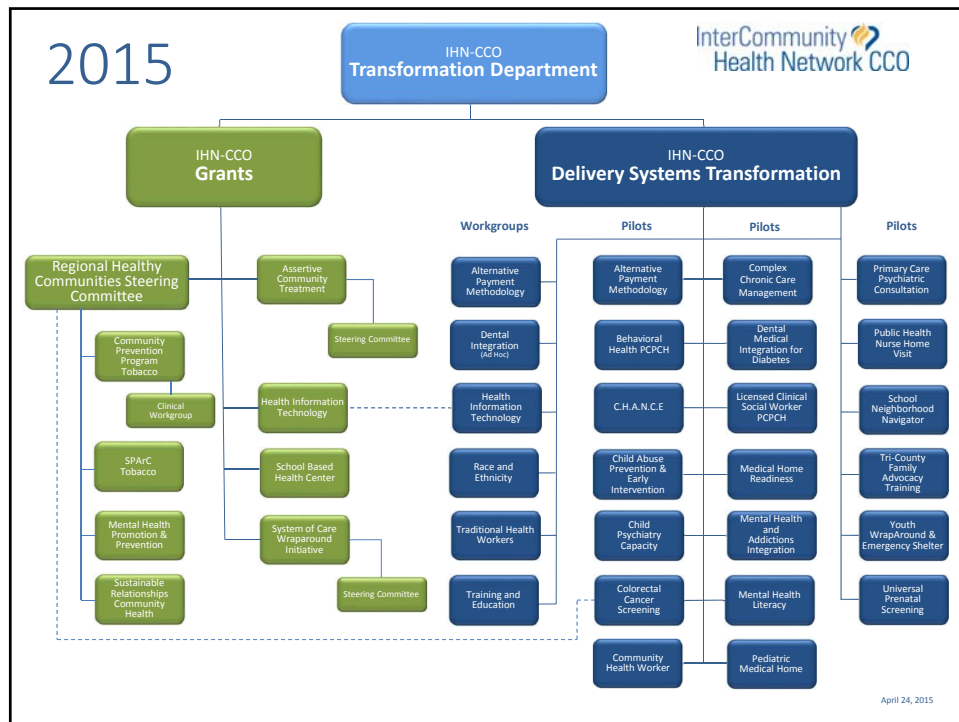 2015
IHN-CCO
Transformation Department
InterCommunity
Health Network CCO
IHN-CCO
Grants
IHN-CCO
Delivery Systems Transformation
Workgroups
Pilots
Pilots
Pilots
Regional Healthy
Communities Steering
Committee
Community
Prevention
Program
Tobacco
Clinical
Workgroup
SPArC
Tobacco
Mental Health
Promotion &
Prevention
Sustainable
Relationships
Community
Health
Assertive
Community
Treatment
Steering Committee
Health Information
Technology
School Based
Health Center
System of Care
Wraparound
Initiative
Steering Committee
Alternative
Payment
Methodology
Dental
Integration
(Ad Hoc)
Health
Information
Technology
Race and
Ethnicity
Traditional Health
Workers
Training and
Education
Alternative
Payment
Methodology
Behavioral
Health PCPCH
C.H.A.N.C.E
Child Abuse
Prevention &
Early
Intervention
Child
Psychiatry
Capacity
Colorectal
Cancer
Screening
Community
Health Worker
Complex
Chronic Care
Management
Dental
Medical
Integration for
Diabetes
Licensed Clinical
Social Worker
PCPCH
Medical Home
Readiness
Mental Health
and
Addictions
Integration
Mental Health
Literacy
Pediatric
Medical Home
Primary Care
Psychiatric
Consultation
Public Health
Nurse Home
Visit
School
Neighborhood
Navigator
Tri-County
Family
Advocacy
Training
Youth
WrapAround &
Emergency Shelter
Universal
Prenatal
Screening
April 24, 2015